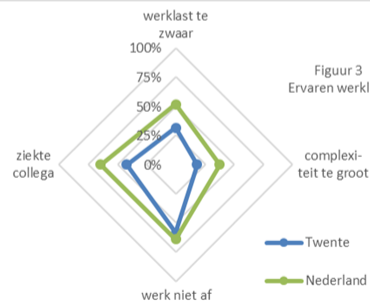 werklast te
zwaar
100%
75%
50%
25%
0%
Figuur 3
Ervaren
ziekte
collega
complexi-
teit te groot
Twente
Nederland
werk niet af